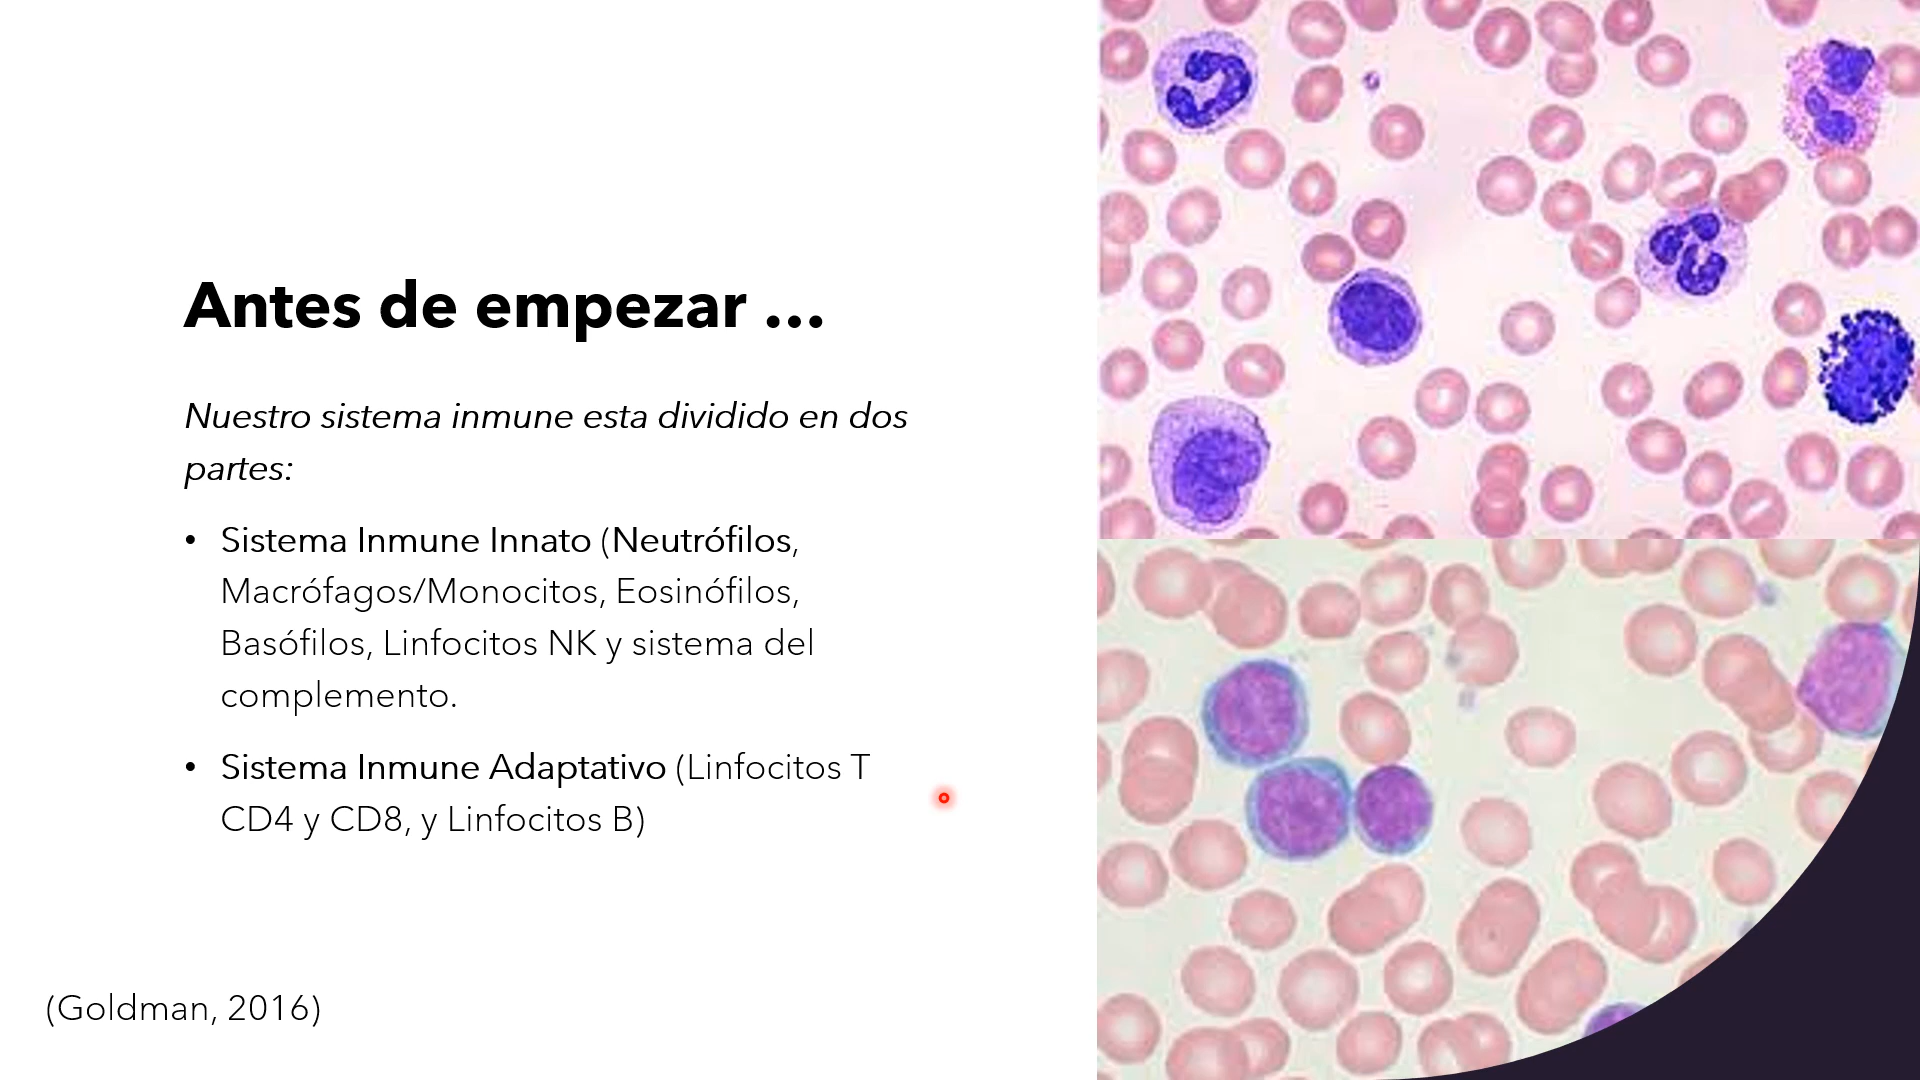 Antes de empezar ...
Nuestro sistema inmune esta dividido en dos
partes:
• Sistema Inmune Innato (Neutrófilos,
Macrófagos/Monocitos, Eosinófilos,
Basófilos, Linfocitos NK y sistema del
complemento.
• Sistema Inmune Adaptativo (Linfocitos T
CD4 y CD8, y Linfocitos B)
(Goldman, 2016)